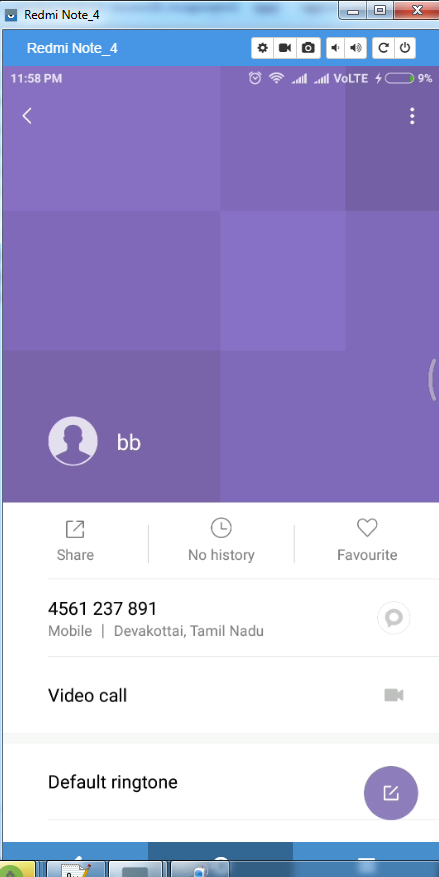 Redmi Note_4
Redmi Note_4
11:58 PM VoLTE 9%
bb
Share No history Favourite
4561 237 891
Mobile | Devakottai, Tamil Nadu
Video call
Default ringtone